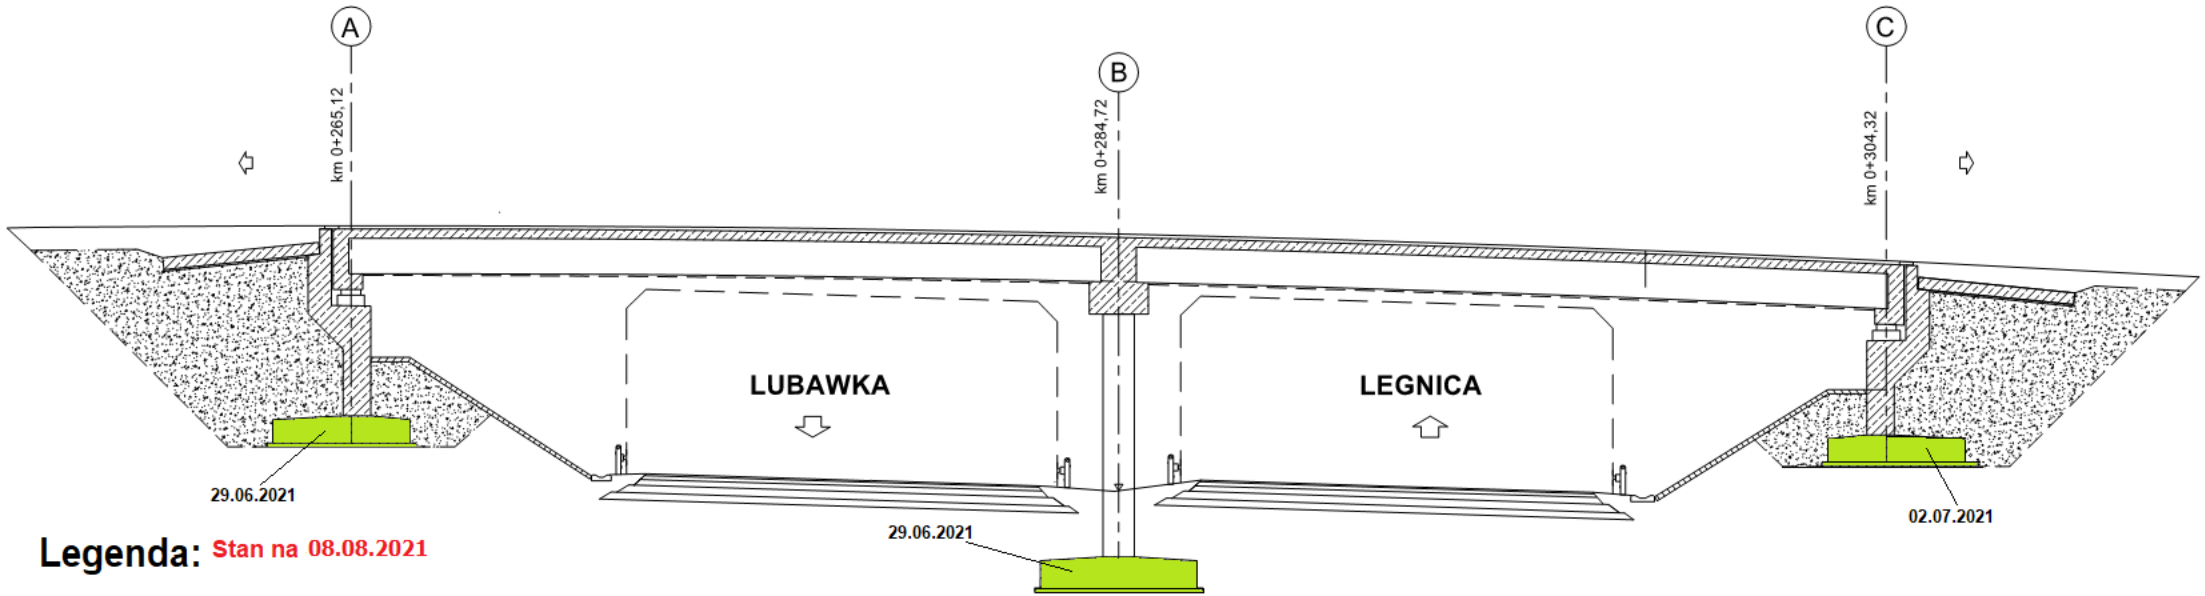 A
B
C
km 0+265,12
km 0+284,72
km 0+304,32
LUBAWKA
LEGNICA
29.06.2021
29.06.2021
02.07.2021
Legenda: Stan na 08.08.2021